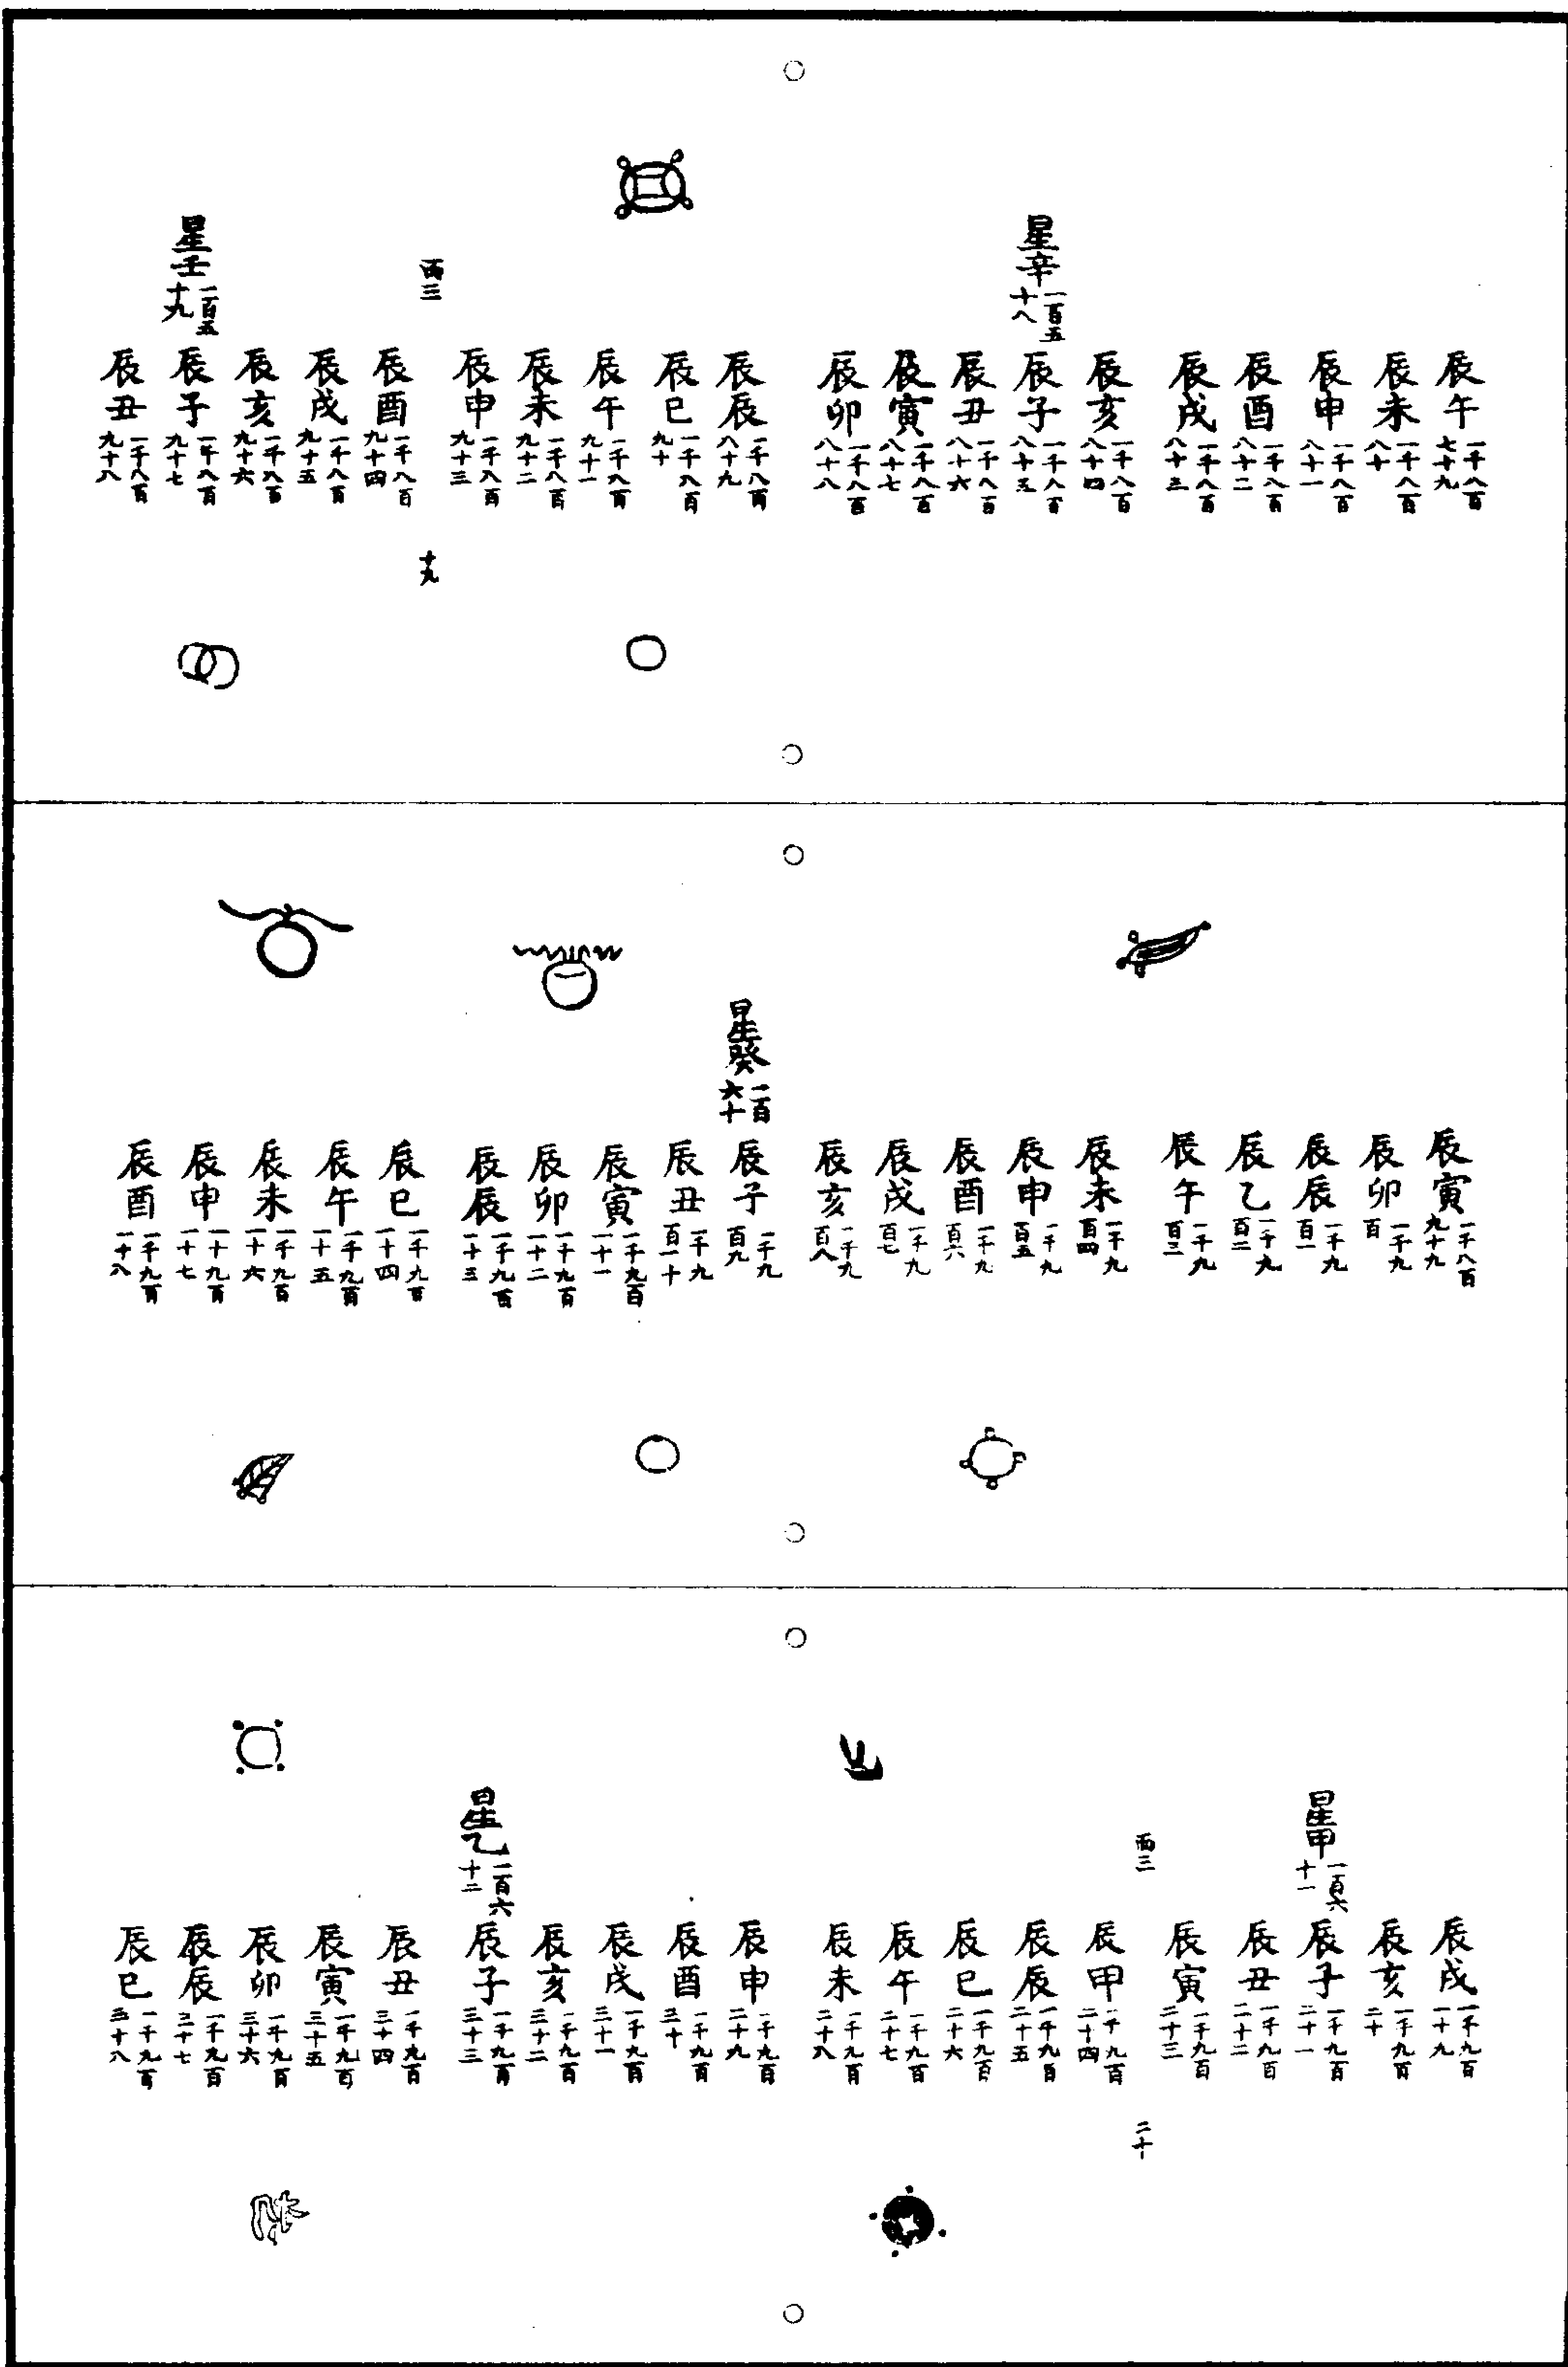 辰午一千八百七十九
辰未一千八百八十
辰申一千八百八十一
辰酉一千八百八十二
辰戌一千八百八十三
辰亥一千八百八十四
星辛一百五十八辰子一千八百八十五
辰丑一千八百八十六
辰寅一千八百八十七
辰卯一千八百八十八
辰辰一千八百八十九
辰巳一千八百九十
辰午一千八百九十一
辰未一千八百九十二
辰申一千八百九十三
丙三 十九
辰酉一千八百九十四
辰戌一千八百九十五
辰亥一千八百九十六
星壬一百五十九辰子一千八百九十七
辰丑一千八百九十八
辰寅一千八百九十九
辰卯一千九百
辰辰一千九百一
辰乙一千九百二
辰午一千九百三
辰未一千九百四
辰申一千九百五
辰酉一千九百六
辰戌一千九百七
辰亥一千九百八
星癸一百六十辰子一千九百九
辰丑一千九百一十
辰寅一千九百一十一
辰卯一千九百一十二
辰辰一千九百一十三
辰巳一千九百一十四
辰午一千九百一十五
辰未一千九百一十六
辰申一十九百一十七
辰酉一千九百一十八
辰戌一千九百一十九
辰亥一千九百二十
星甲一百六十一辰子一千九百二十一
辰丑一千九百二十二
辰寅一千九百二十三
丙三 二十
辰甲一千九百二十四
辰辰一千九百二十五
辰巳一千九百二十六
辰午一千九百二十七
辰未一千九百二十八
辰申一千九百二十九
辰酉一千九百三十
辰戌一千九百三十一
辰亥一千九百三十二
星乙一百六十二辰子一千九百三十三
辰丑一千九百三十四
辰寅一千九百三十五
辰卯一千九百三十六
辰辰一千九百三十七
辰巳一千九百三十八